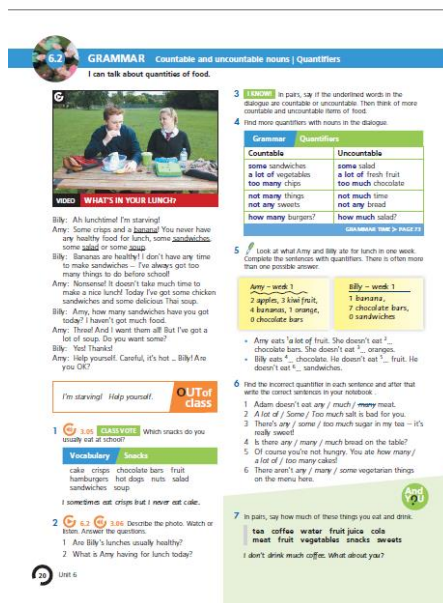 6.2 GRAMMAR Countable and uncountable nouns | Quantifiers
I can talk about quantities of food.
VIDEO WHAT'S IN YOUR LUNCH?
Billy: Ah lunchtime! I'm starving!
Amy: Some crisps and a banana! You never have
any healthy food for lunch, some sandwiches,
some salad or some soup.
Billy: Bananas are healthy! I don't have any time
to make sandwiches – I've always got too
many things to do before school!
Amy: Nonsense! It doesn't take much time to
make a nice lunch! Today I've got some chicken
sandwiches and some delicious Thai soup.
Billy: Amy, how many sandwiches have you got
today? I haven't got much food.
Amy: Three! And I want them all! But I've got a
lot of soup. Do you want some?
Billy: Yes! Thanks!
Amy: Help yourself. Careful, it's hot ... Billy! Are
you OK?
I'm starving! Help yourself.
OUT of
class
1 3.05 CLASS VOTE Which snacks do you
usually eat at school?
Vocabulary Snacks
cake crisps chocolate bars fruit
hamburgers hot dogs nuts salad
sandwiches soup
I sometimes eat crisps but I never eat cake.
2 6.2 3.06 Describe the photo. Watch or
listen. Answer the questions.
1 Are Billy's lunches usually healthy?
2 What is Amy having for lunch today?
20 Unit 6
3 I KNOW! In pairs, say if the underlined words in the
dialogue are countable or uncountable. Then think of more
countable and uncountable items of food.
4 Find more quantifiers with nouns in the dialogue.
Grammar Quantifiers
Countable Uncountable
some sandwiches some salad
a lot of vegetables a lot of fresh fruit
too many chips too much chocolate
not many things not much time
not any sweets not any bread
how many burgers? how much salad?
GRAMMAR TIME > PAGE 73
5 Look at what Amy and Billy ate for lunch in one week.
Complete the sentences with quantifiers. There is often more
than one possible answer.
Amy – week 1
2 apples, 3 kiwi fruit,
4 bananas, 1 orange,
0 chocolate bars
Billy – week 1
1 banana,
7 chocolate bars,
0 sandwiches
• Amy eats ¹a lot of fruit. She doesn't eat ²_
chocolate bars. She doesn't eat ³_ oranges.
• Billy eats ⁴_ chocolate. He doesn't eat ⁵_ fruit. He
doesn't eat ⁶_ sandwiches.
6 Find the incorrect quantifier in each sentence and after that
write the correct sentences in your notebook .
1 Adam doesn't eat any / much / many meat.
2 A lot of / Some / Too much salt is bad for you.
3 There's any / some / too much sugar in my tea – it's
really sweet!
4 Is there any / many / much bread on the table?
5 Of course you're not hungry. You ate how many /
a lot of / too many cakes!
6 There aren't any / many / some vegetarian things
on the menu here.
And
YOU
7 In pairs, say how much of these things you eat and drink.
tea coffee water fruit juice cola
meat fruit vegetables snacks sweets
I don't drink much coffee. What about you?